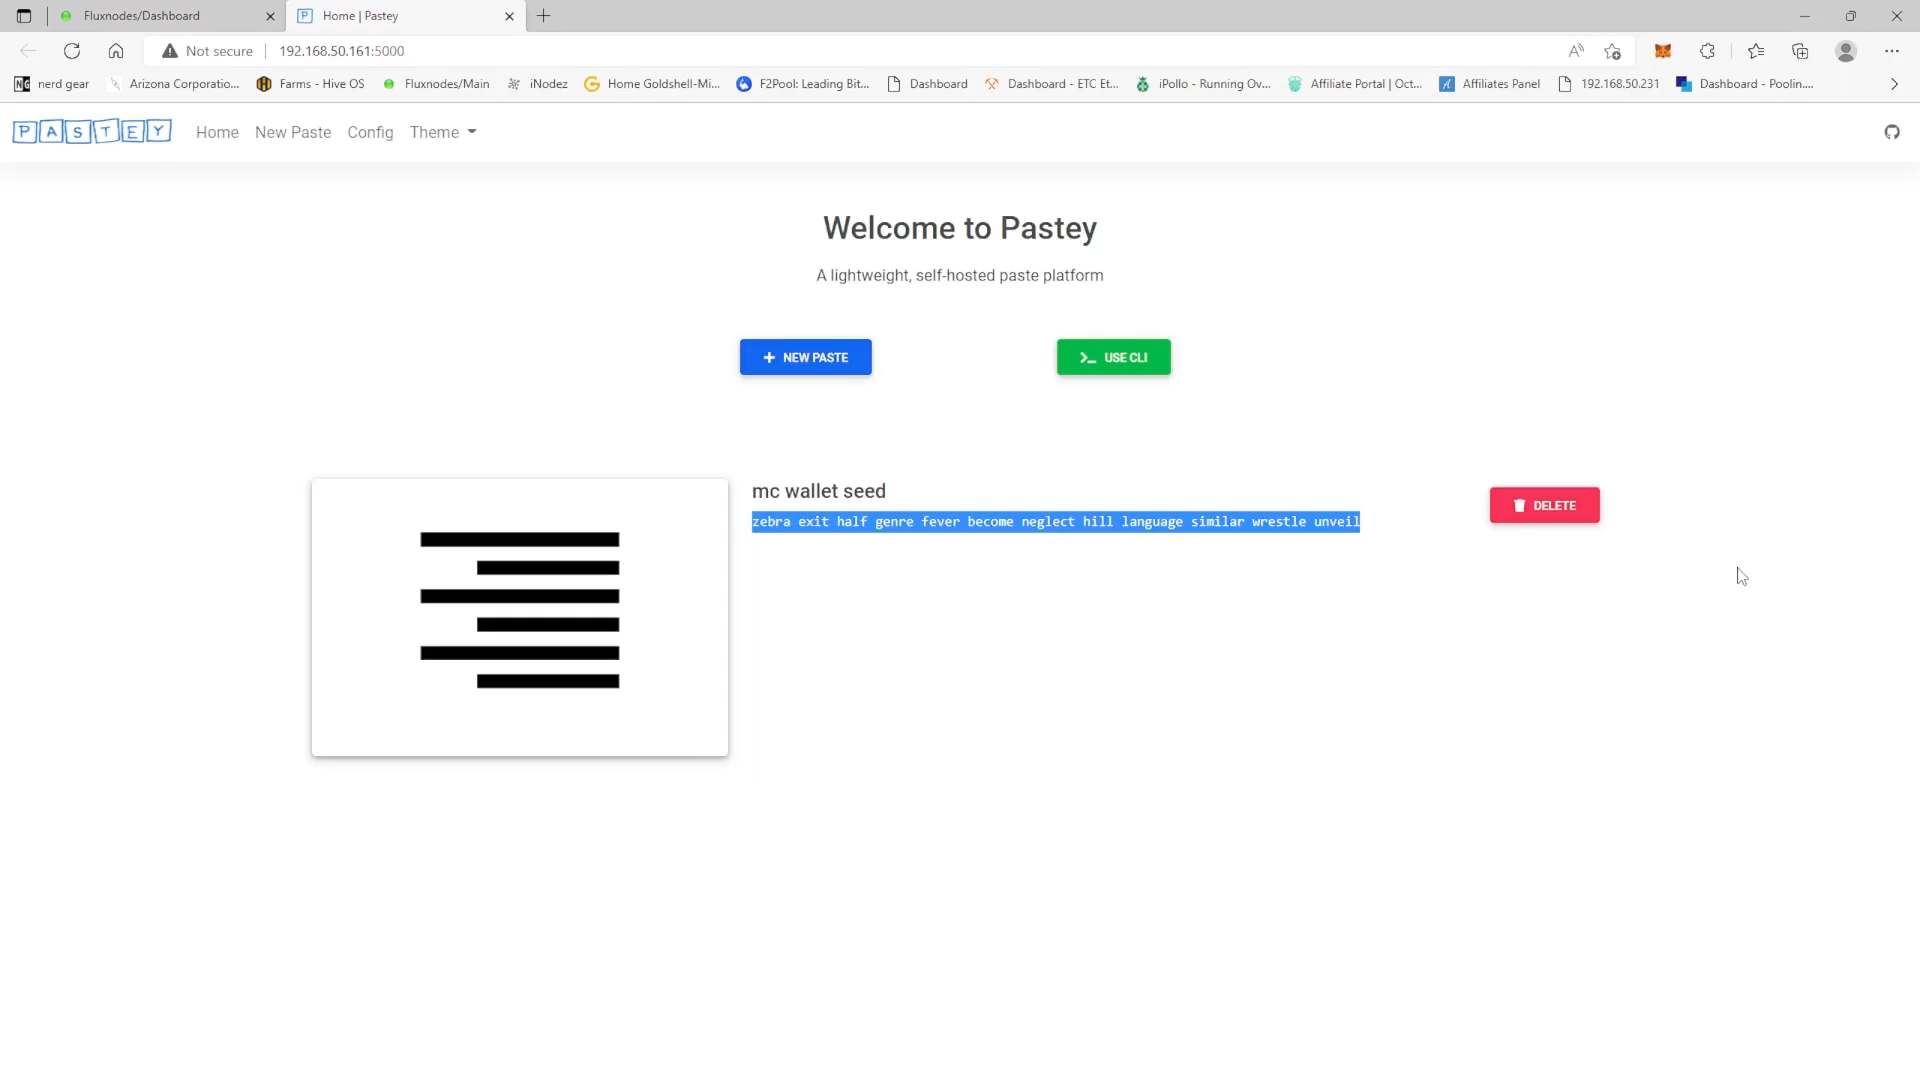 Fluxnodes/Dashboard
Home | Pastey
Not secure
192.168.50.161:5000
nerd gear
Arizona Corporatio...
Farms - Hive OS
Fluxnodes/Main
iNodez
Home Goldshell-Mi...
F2Pool: Leading Bit...
Dashboard
Dashboard - ETC Et...
iPollo - Running Ov...
Affiliate Portal | Oct...
Affiliates Panel
192.168.50.231
Dashboard - Poolin....
PASTEY
Home
New Paste
Config
Theme
Welcome to Pastey
A lightweight, self-hosted paste platform
NEW PASTE
USE CLI
mc wallet seed
zebra exit half genre fever become neglect hill language similar wrestle unveil
DELETE